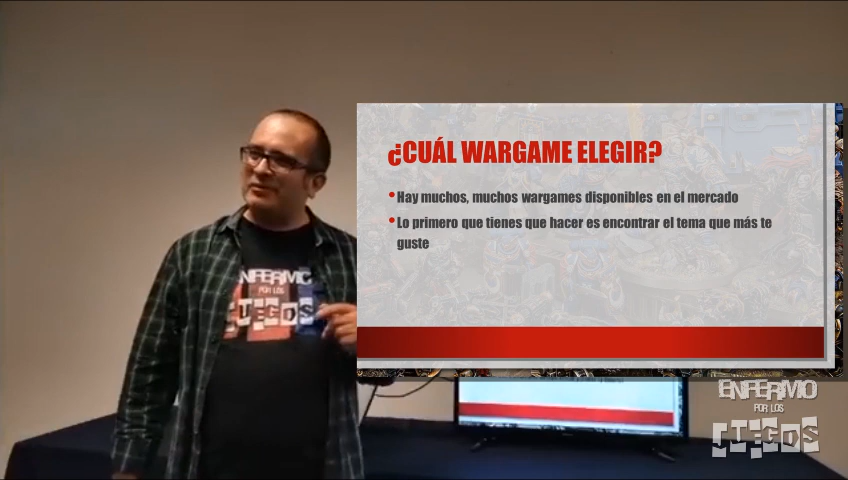 ¿CUÁL WARGAME ELEGIR?
•Hay muchos, muchos wargames disponibles en el mercado
•Lo primero que tienes que hacer es encontrar el tema que más te
guste
ENFERMO
POR LOS
JUEGOS
ENFERMO
POR LOS
JUEGOS